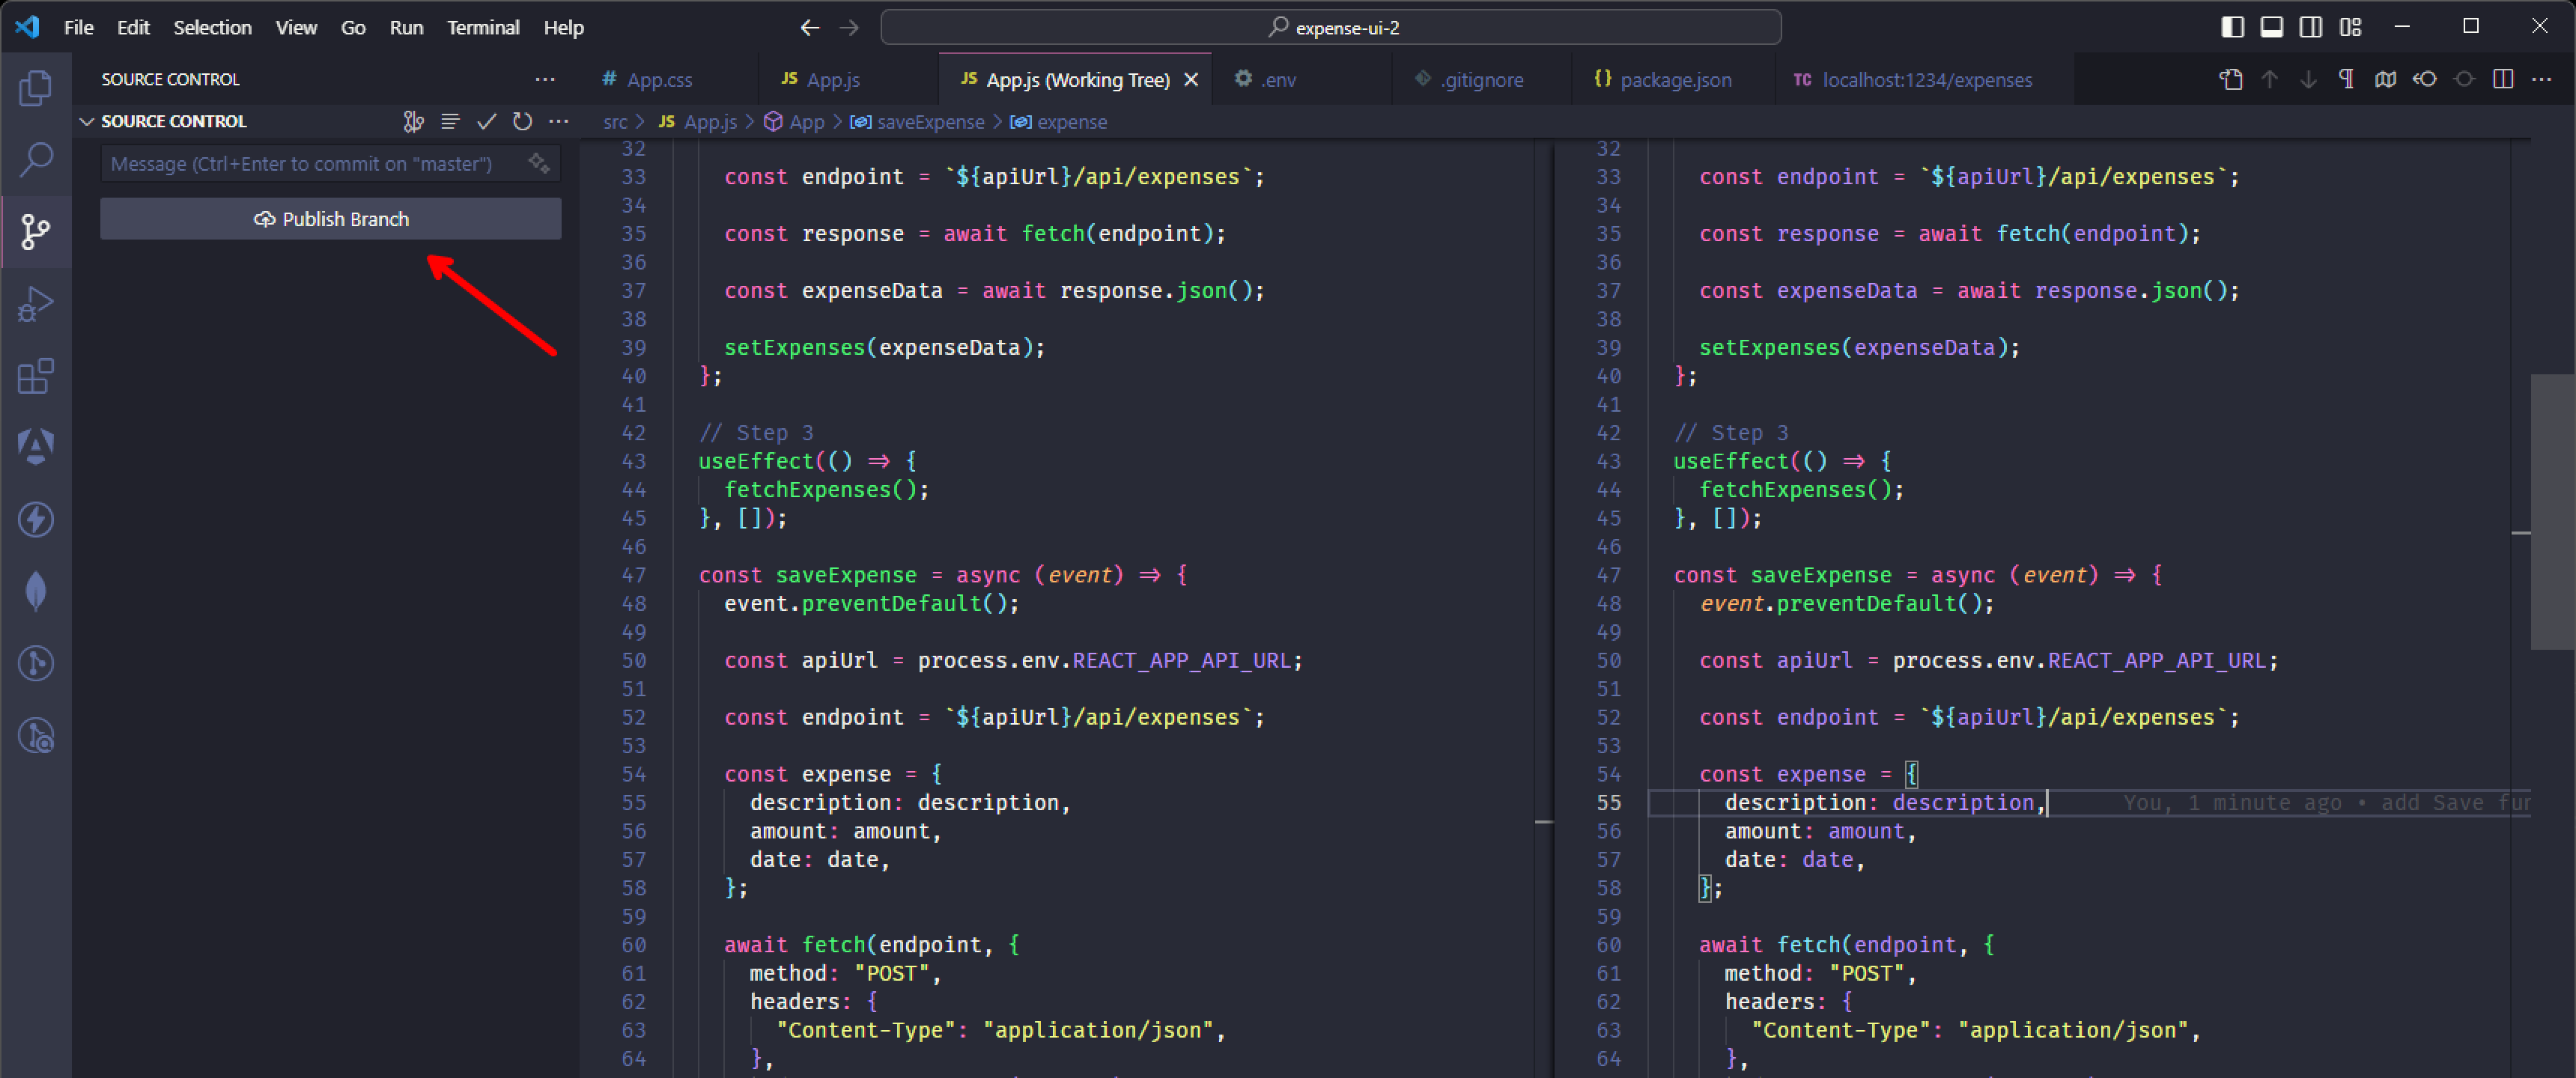 File Edit Selection View Go Run Terminal Help
expense-ui-2
SOURCE CONTROL
# App.css
JS App.js
JS App.js (Working Tree)
.env
.gitignore
{} package.json
TC localhost:1234/expenses
SOURCE CONTROL
src > JS App.js > App > saveExpense > expense
Message (Ctrl+Enter to commit on "master")
Publish Branch
32
33 const endpoint = `${apiUrl}/api/expenses`;
34
35 const response = await fetch(endpoint);
36
37 const expenseData = await response.json();
38
39 setExpenses(expenseData);
40 };
41
42 // Step 3
43 useEffect(() => {
44 fetchExpenses();
45 }, []);
46
47 const saveExpense = async (event) => {
48 event.preventDefault();
49
50 const apiUrl = process.env.REACT_APP_API_URL;
51
52 const endpoint = `${apiUrl}/api/expenses`;
53
54 const expense = {
55 description: description,
56 amount: amount,
57 date: date,
58 };
59
60 await fetch(endpoint, {
61 method: "POST",
62 headers: {
63 "Content-Type": "application/json",
64 },
32
33 const endpoint = `${apiUrl}/api/expenses`;
34
35 const response = await fetch(endpoint);
36
37 const expenseData = await response.json();
38
39 setExpenses(expenseData);
40 };
41
42 // Step 3
43 useEffect(() => {
44 fetchExpenses();
45 }, []);
46
47 const saveExpense = async (event) => {
48 event.preventDefault();
49
50 const apiUrl = process.env.REACT_APP_API_URL;
51
52 const endpoint = `${apiUrl}/api/expenses`;
53
54 const expense = {
55 description: description, You, 1 minute ago • add Save fun
56 amount: amount,
57 date: date,
58 };
59
60 await fetch(endpoint, {
61 method: "POST",
62 headers: {
63 "Content-Type": "application/json",
64 },